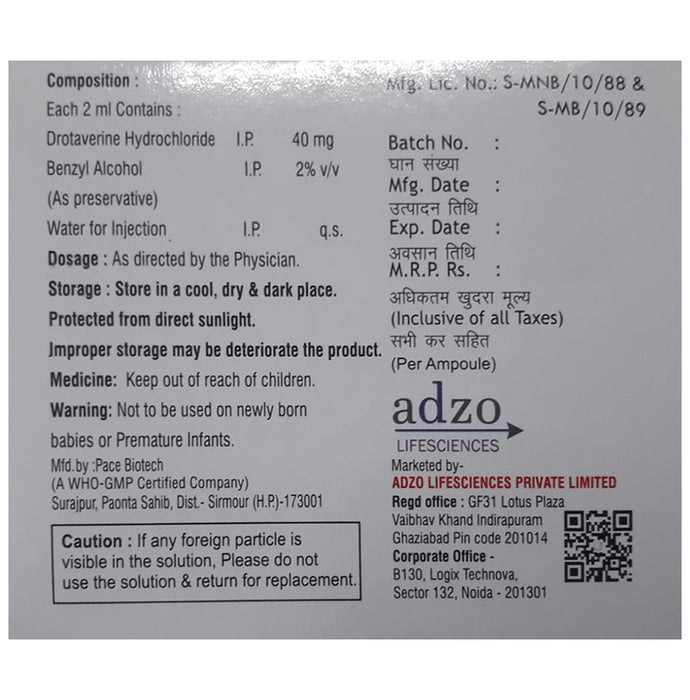 Composition :
Each 2 ml Contains :
Drotaverine Hydrochloride I.P. 40 mg
Benzyl Alcohol I.P. 2% v/v
(As preservative)
Water for Injection I.P. q.s.
Dosage : As directed by the Physician.
Storage : Store in a cool, dry & dark place.
Protected from direct sunlight.
Improper storage may be deteriorate the product.
Medicine: Keep out of reach of children.
Warning: Not to be used on newly born
babies or Premature Infants.
Mfd.by :Pace Biotech
(A WHO-GMP Certified Company)
Surajpur, Paonta Sahib, Dist.- Sirmour (H.P.)-173001
Caution : If any foreign particle is
visible in the solution, Please do not
use the solution & return for replacement.
Mfg. Lic. No.: S-MNB/10/88 &
S-MB/10/89
Batch No. :
घान संख्या
Mfg. Date :
उत्पादन तिथि
Exp. Date :
अवसान तिथि
M.R.P. Rs. :
अधिकतम खुदरा मूल्य
(Inclusive of all Taxes)
सभी कर सहित
(Per Ampoule)
adzo
LIFESCIENCES
Marketed by-
ADZO LIFESCIENCES PRIVATE LIMITED
Regd office : GF31 Lotus Plaza
Vaibhav Khand Indirapuram
Ghaziabad Pin code 201014
Corporate Office -
B130, Logix Technova,
Sector 132, Noida - 201301